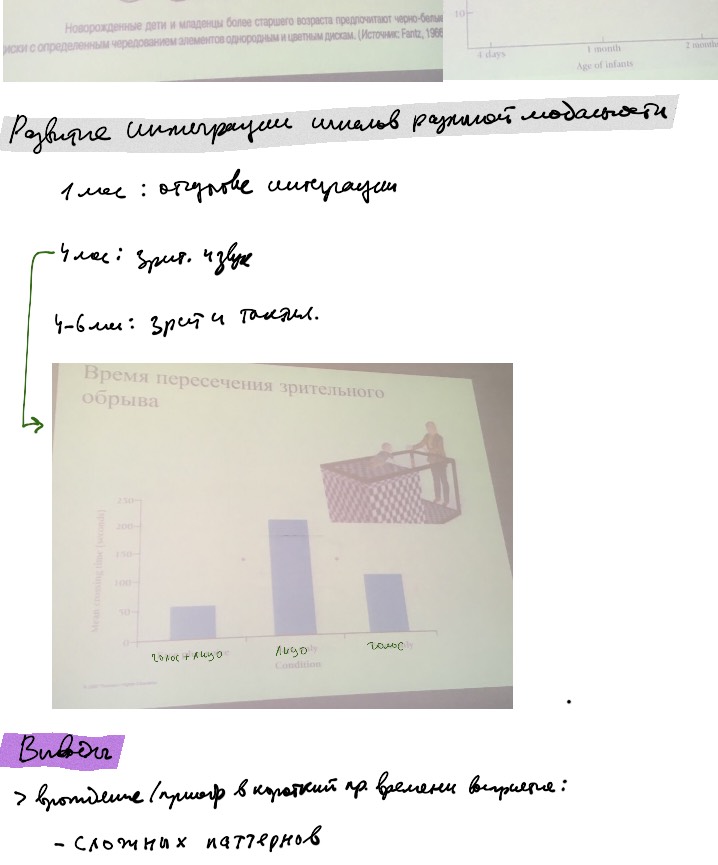 Новорожденные дети и младенцы более старшего возраста предпочитают черно-белые
диски с определенным чередованием элементов однородным и цветным дискам. (Источник: Fantz, 1966
10
4 days
1 month
2 months
Age of infants
Развитие интеграции стимулов разной модальности
1 мес : отсутствие интеграции
4 мес : зрит. и звук
4-6 мес : зрит и тактил.
Время пересечения зрительного
обрыва
250
200
150
100
50
0
Mean crossing time (seconds)
голос + лицо
лицо
голос
Condition
Выводы
> врожденное / приобр в короткий пр. времени восприятие :
- сложных паттернов